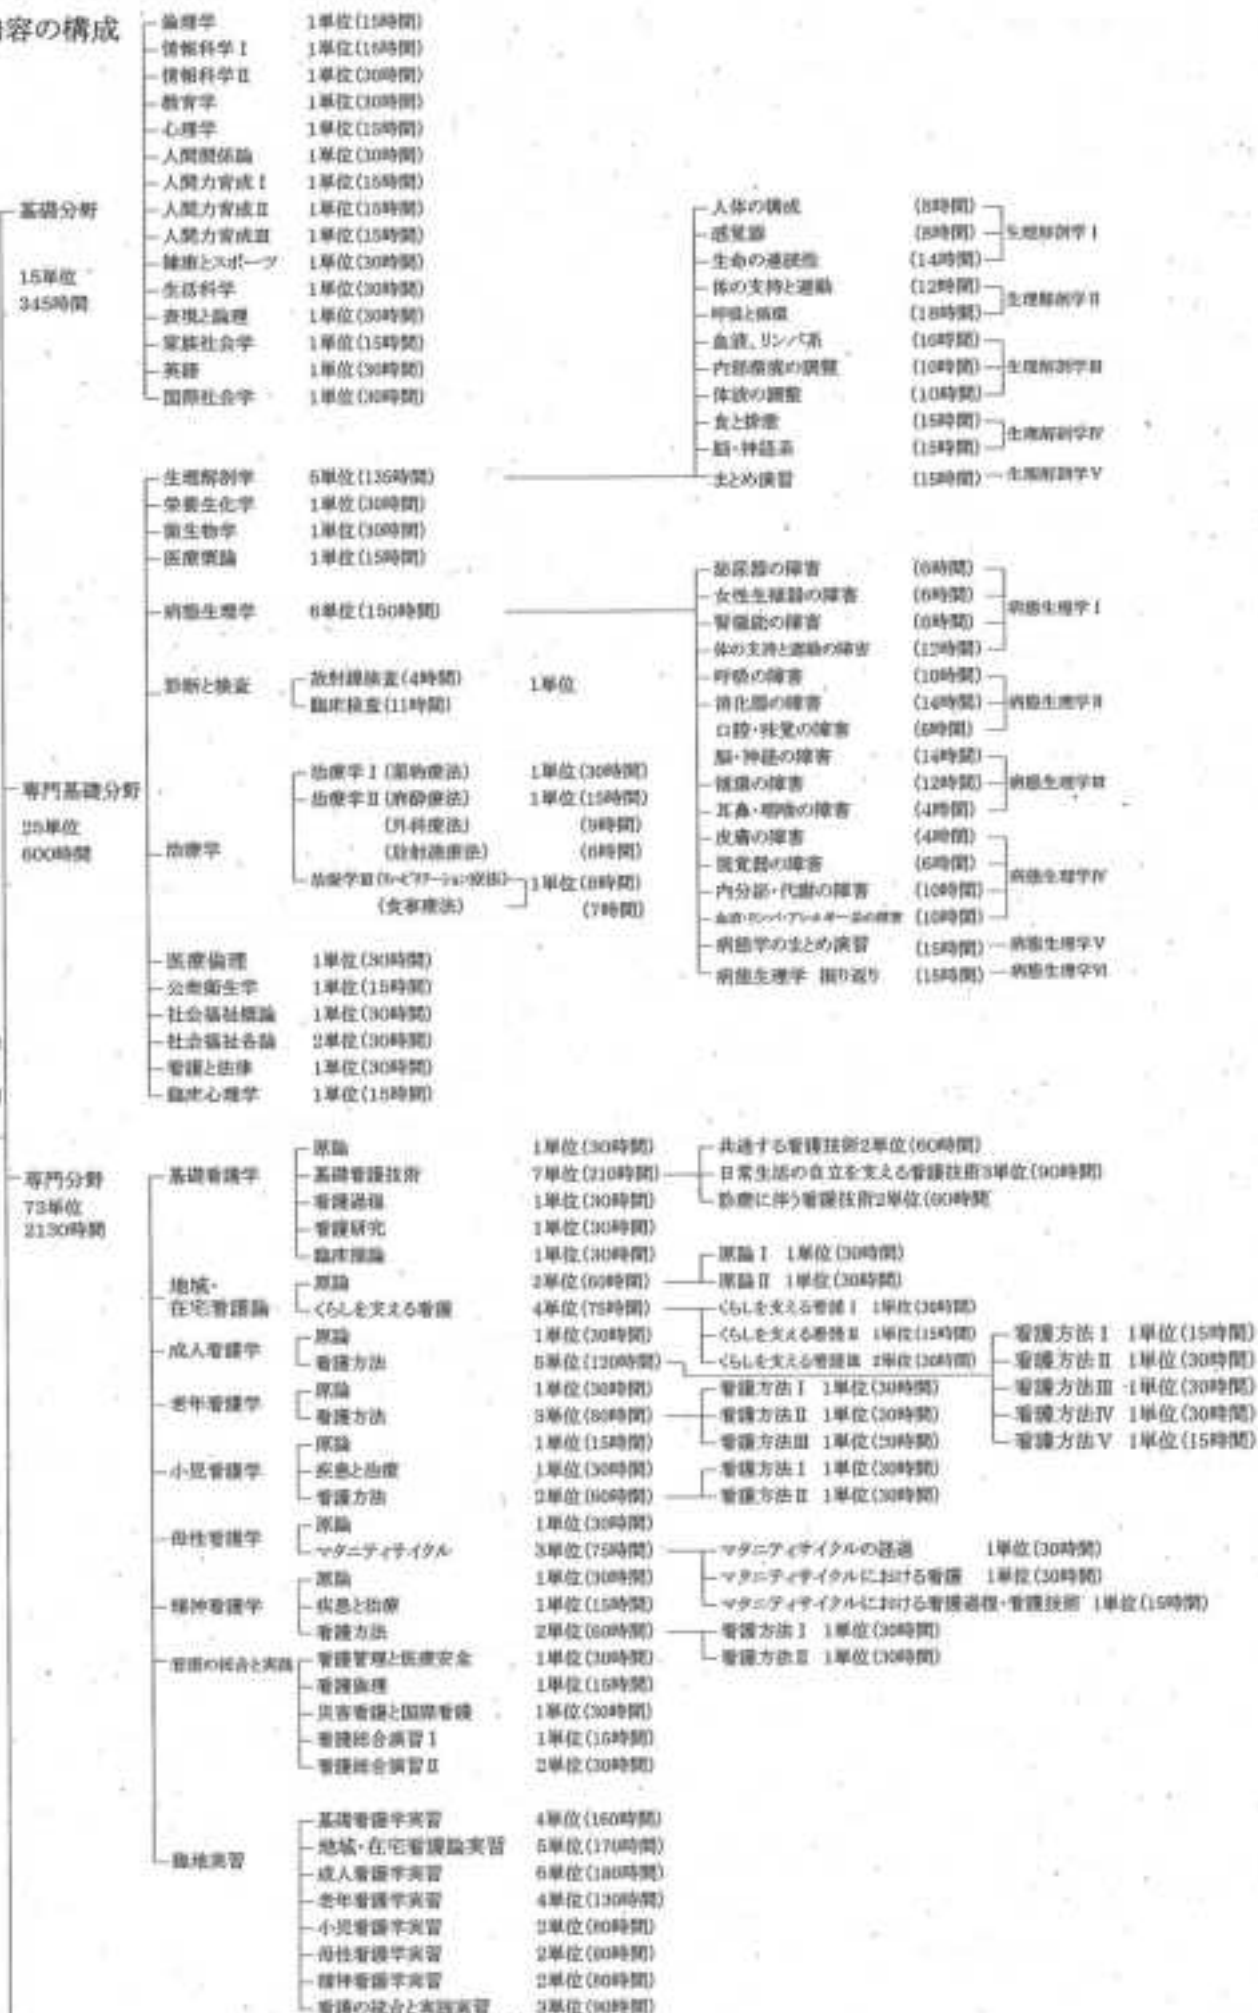 容の構成
論理学 1単位(15時間)
情報科学Ⅰ 1単位(15時間)
情報科学Ⅱ 1単位(30時間)
教育学 1単位(30時間)
心理学 1単位(15時間)
人間関係論 1単位(30時間)
人間力育成Ⅰ 1単位(15時間)
基礎分野
人間力育成Ⅱ 1単位(15時間)
人間力育成Ⅲ 1単位(15時間)
健康とスポーツ 1単位(30時間)
15単位
345時間
生活科学 1単位(30時間)
表現と論理 1単位(30時間)
家族社会学 1単位(15時間)
英語 1単位(30時間)
国際社会学 1単位(30時間)
人体の構成 (8時間)
感覚器 (8時間) 生理解剖学Ⅰ
生命の連続性 (14時間)
体の支持と運動 (12時間)
呼吸と循環 (18時間) 生理解剖学Ⅱ
血液、リンパ系
内部環境の調整 (10時間) 生理解剖学Ⅲ
体液の調整 (10時間)
食と排泄 (15時間)
脳・神経系 (15時間) 生理解剖学Ⅳ
まとめ演習 (15時間) 生理解剖学Ⅴ
生理解剖学 5単位(135時間)
栄養生化学 1単位(30時間)
微生物学 1単位(30時間)
医療概論 1単位(15時間)
病態生理学 6単位(150時間)
泌尿器の障害 (6時間)
女性生殖器の障害 (6時間) 病態生理学Ⅰ
(6時間)
体の支持と運動の障害 (12時間)
呼吸の障害 (10時間)
消化器の障害 (14時間) 病態生理学Ⅱ
口腔・味覚の障害 (6時間)
脳・神経の障害 (14時間)
循環の障害 (12時間) 病態生理学Ⅲ
耳鼻・咽喉の障害 (4時間)
皮膚の障害 (4時間)
視覚器の障害 (6時間) 病態生理学Ⅳ
内分泌・代謝の障害 (10時間)
血液・リンパ・アレルギー系の障害 (10時間)
病態学のまとめ演習 (15時間) 病態生理学Ⅴ
病態生理学 振り返り (15時間) 病態生理学Ⅵ
診断と検査
放射線検査(4時間) 1単位
臨床検査(11時間)
専門基礎分野
25単位
600時間
治療学
治療学Ⅰ(薬物療法) 1単位(30時間)
治療学Ⅱ(麻酔療法) 1単位(15時間)
(外科療法) (9時間)
(放射線療法) (6時間)
治療学Ⅲ(リハビリテーション療法) 1単位(8時間)
(食事療法) (7時間)
医療倫理 1単位(30時間)
公衆衛生学 1単位(15時間)
社会福祉概論 1単位(30時間)
社会福祉各論 2単位(30時間)
看護と法律 1単位(30時間)
臨床心理学 1単位(15時間)
専門分野
73単位
2130時間
基礎看護学
原論 1単位(30時間)
基礎看護技術 7単位(210時間)
看護過程 1単位(30時間)
看護研究 1単位(30時間)
臨床推論 1単位(30時間)
共通する看護技術2単位(60時間)
日常生活の自立を支える看護技術3単位(90時間)
診療に伴う看護技術2単位(60時間
地域・
在宅看護論
原論 2単位(60時間)
くらしを支える看護 4単位(75時間)
原論Ⅰ 1単位(30時間)
原論Ⅱ 1単位(30時間)
くらしを支える看護Ⅰ 1単位(30時間)
くらしを支える看護Ⅱ 1単位(15時間)
くらしを支える看護Ⅲ 2単位(30時間)
成人看護学
原論 1単位(30時間)
看護方法 5単位(120時間)
看護方法Ⅰ 1単位(15時間)
看護方法Ⅱ 1単位(30時間)
看護方法Ⅲ 1単位(30時間)
看護方法Ⅳ 1単位(30時間)
看護方法Ⅴ 1単位(15時間)
老年看護学
原論 1単位(30時間)
看護方法 3単位(80時間)
看護方法Ⅰ 1単位(30時間)
看護方法Ⅱ 1単位(30時間)
看護方法Ⅲ 1単位(20時間)
小児看護学
原論 1単位(15時間)
疾患と治療 1単位(30時間)
看護方法 2単位(60時間)
看護方法Ⅰ 1単位(30時間)
看護方法Ⅱ 1単位(30時間)
母性看護学
原論 1単位(30時間)
マタニティサイクル 3単位(75時間)
マタニティサイクルの経過 1単位(30時間)
マタニティサイクルにおける看護 1単位(30時間)
マタニティサイクルにおける看護過程・看護技術 1単位(15時間)
精神看護学
原論 1単位(30時間)
疾患と治療 1単位(15時間)
看護方法 2単位(60時間)
看護方法Ⅰ 1単位(30時間)
看護方法Ⅱ 1単位(30時間)
看護の統合と実践
看護管理と医療安全 1単位(30時間)
看護倫理 1単位(15時間)
災害看護と国際看護 1単位(30時間)
看護総合演習Ⅰ 1単位(15時間)
看護総合演習Ⅱ 2単位(30時間)
臨地実習
基礎看護学実習 4単位(160時間)
地域・在宅看護論実習 5単位(170時間)
成人看護学実習 6単位(180時間)
老年看護学実習 4単位(130時間)
小児看護学実習 2単位(80時間)
母性看護学実習 2単位(80時間)
精神看護学実習 2単位(80時間)
看護の統合と実践実習 3単位(90時間)